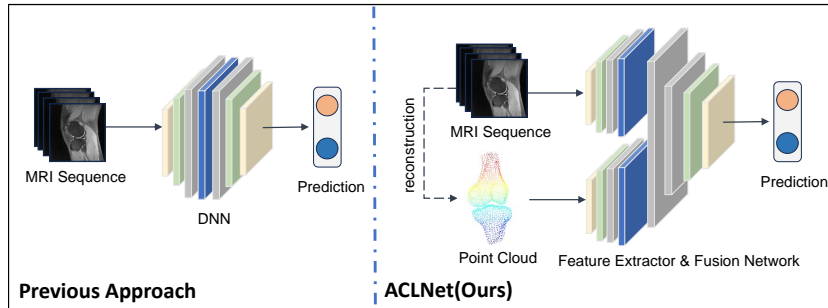 MRI Sequence
DNN
Prediction
Previous Approach
reconstruction
MRI Sequence
Point Cloud
Feature Extractor & Fusion Network
Prediction
ACLNet(Ours)